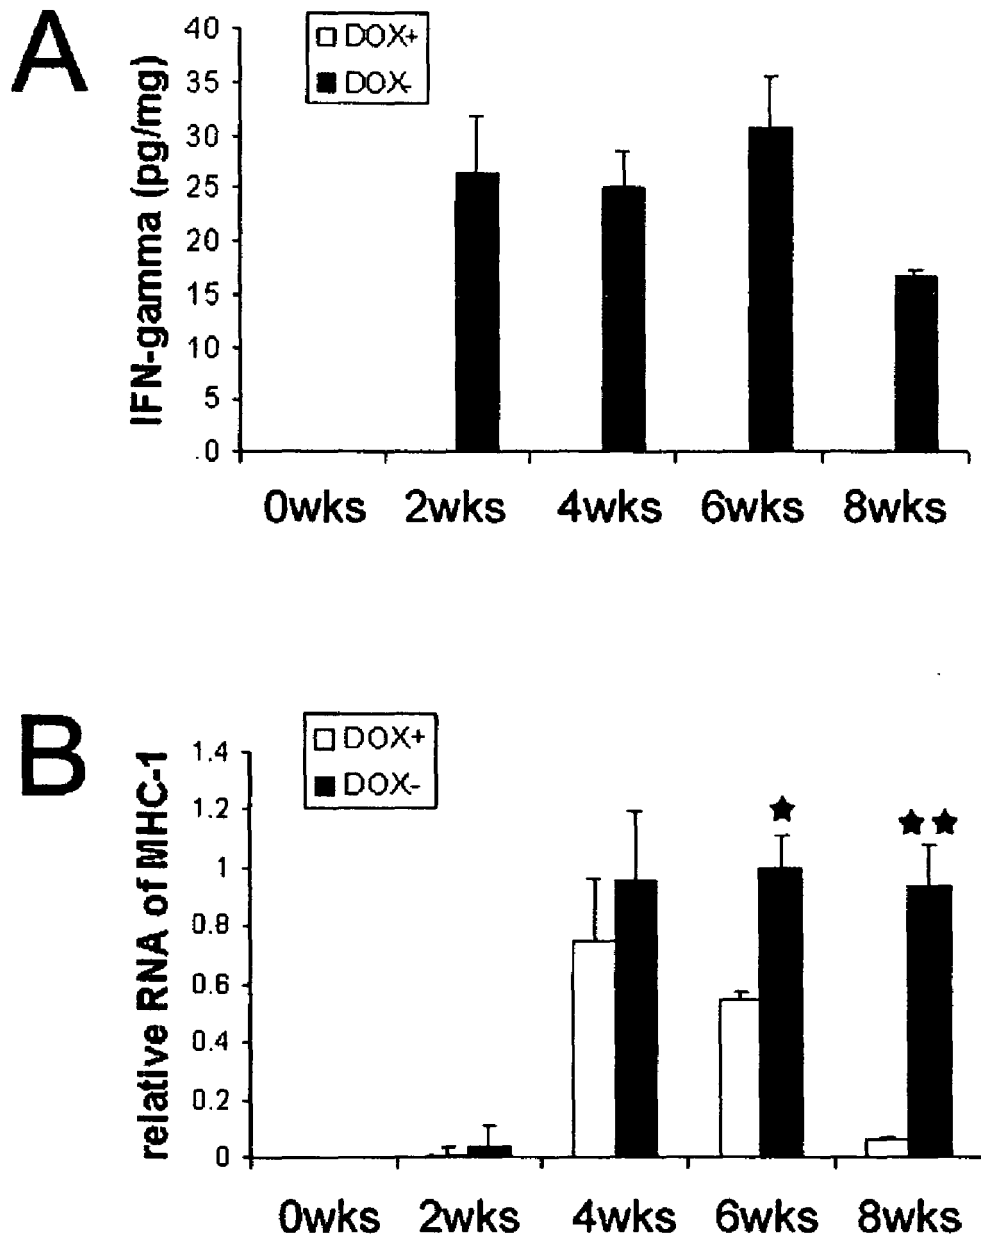 A
DOX+
DOX-
IFN-gamma (pg/mg)
40
35
30
25
20
15
10
5
0
0wks 2wks 4wks 6wks 8wks
B
DOX+
DOX-
relative RNA of MHC-1
1.4
1.2
1
0.8
0.6
0.4
0.2
0
0wks 2wks 4wks 6wks 8wks